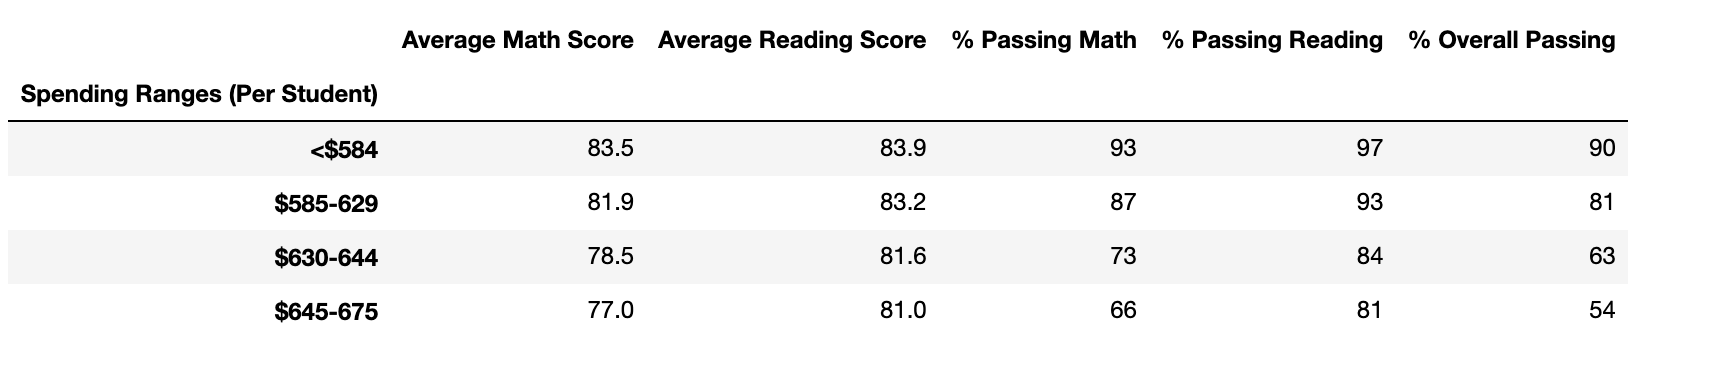 Average Math Score Average Reading Score % Passing Math % Passing Reading % Overall Passing
Spending Ranges (Per Student)
<$584 83.5 83.9 93 97 90
$585-629 81.9 83.2 87 93 81
$630-644 78.5 81.6 73 84 63
$645-675 77.0 81.0 66 81 54